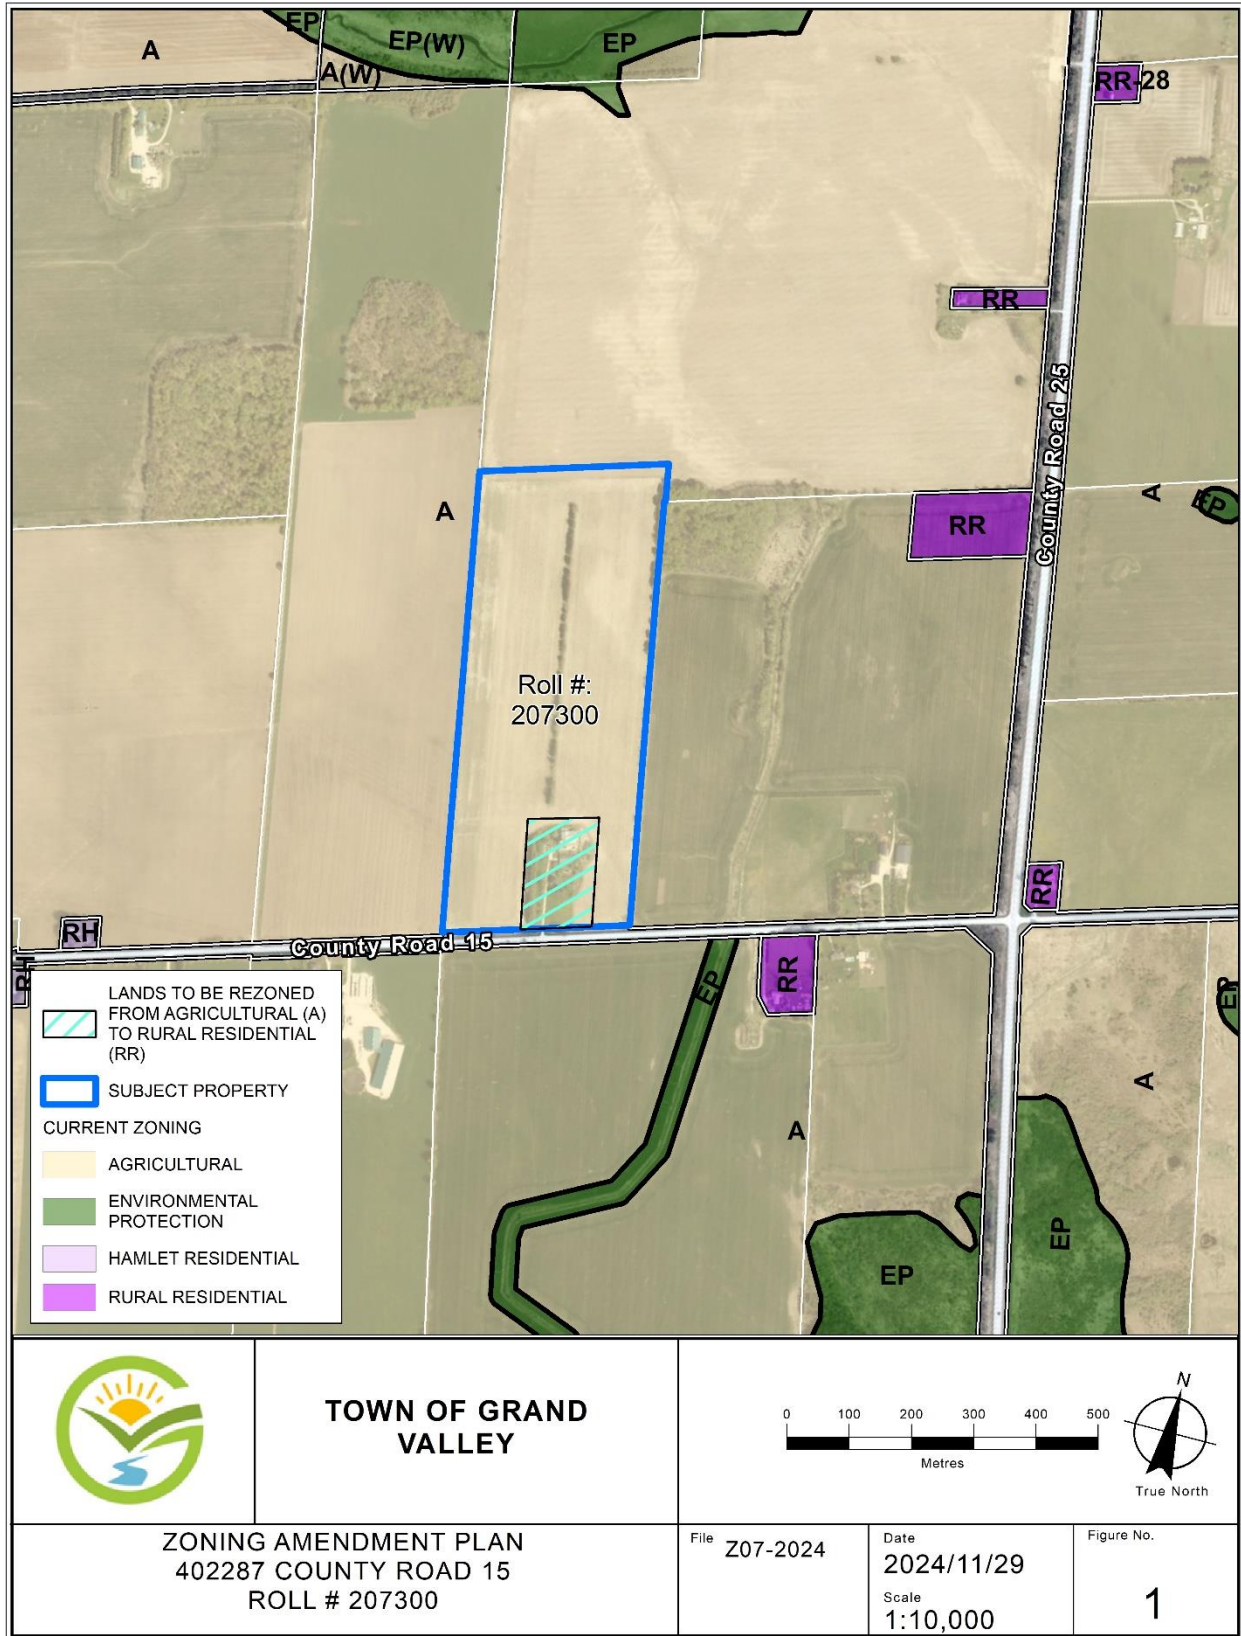 EP
EP(W)
EP
A
A(W)
RR-28
RR
County Road 25
A
RR
A
EP
Roll #:
207300
RR
RH
County Road 15
EP
RR
EP
A
A
EP
EP
LANDS TO BE REZONED
FROM AGRICULTURAL (A)
TO RURAL RESIDENTIAL
(RR)
SUBJECT PROPERTY
CURRENT ZONING
AGRICULTURAL
ENVIRONMENTAL
PROTECTION
HAMLET RESIDENTIAL
RURAL RESIDENTIAL
TOWN OF GRAND
VALLEY
0 100 200 300 400 500
Metres
N
True North
ZONING AMENDMENT PLAN
402287 COUNTY ROAD 15
ROLL # 207300
File Z07-2024
Date
2024/11/29
Scale
1:10,000
Figure No.
1